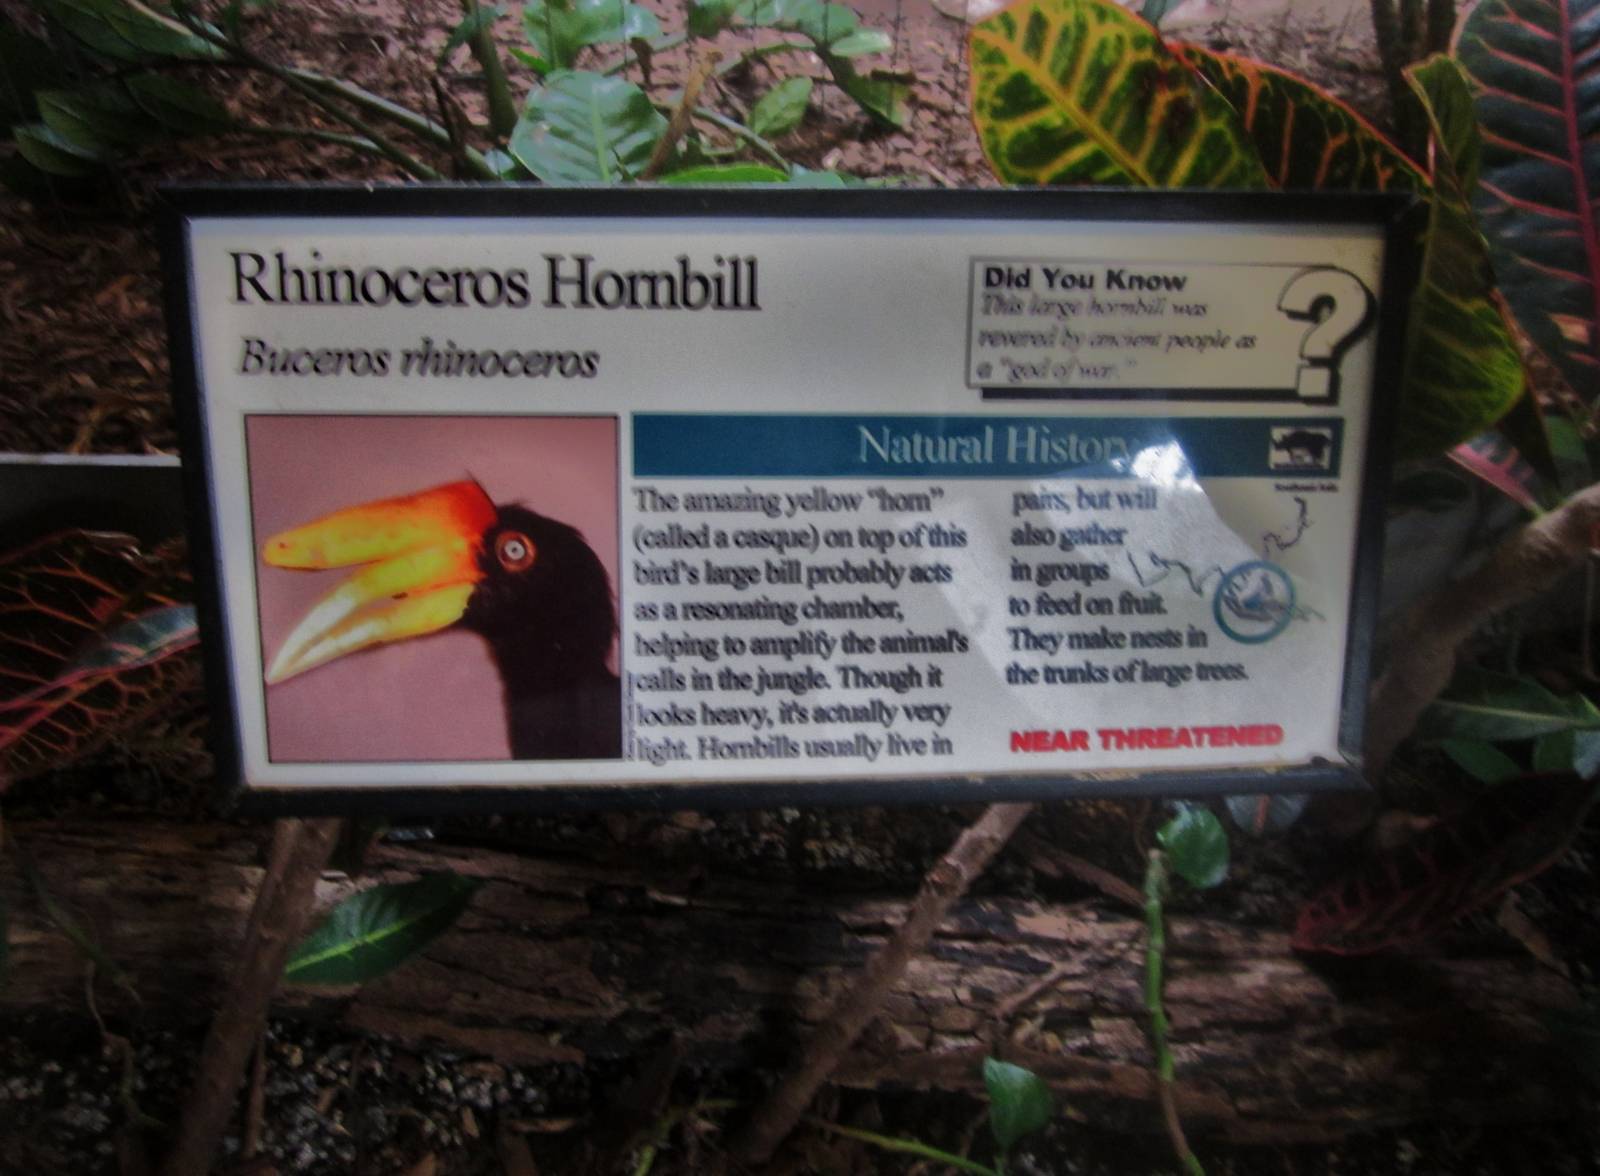 Rhinoceros Hornbill
Buceros rhinoceros
Did You Know
This large hornbill was
revered by ancient people as
a "god of war."
?
Natural History
The amazing yellow "horn"
(called a casque) on top of this
bird's large bill probably acts
as a resonating chamber,
helping to amplify the animal's
calls in the jungle. Though it
looks heavy, it's actually very
light. Hornbills usually live in
pairs, but will
also gather
in groups
to feed on fruit.
They make nests in
the trunks of large trees.
NEAR THREATENED